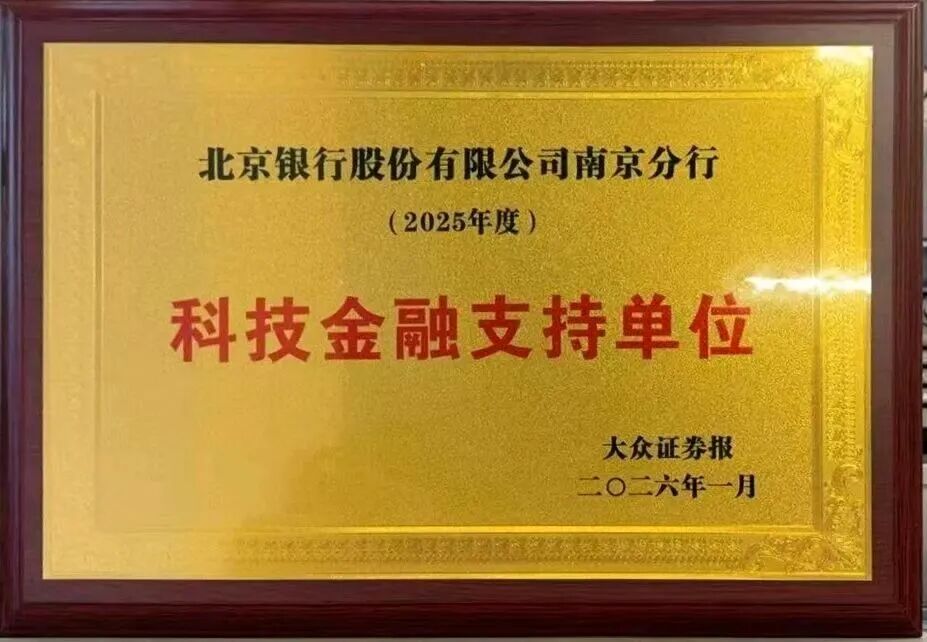 北京银行股份有限公司南京分行
（2025年度）
科技金融支持单位
大众证券报
二〇二六年一月